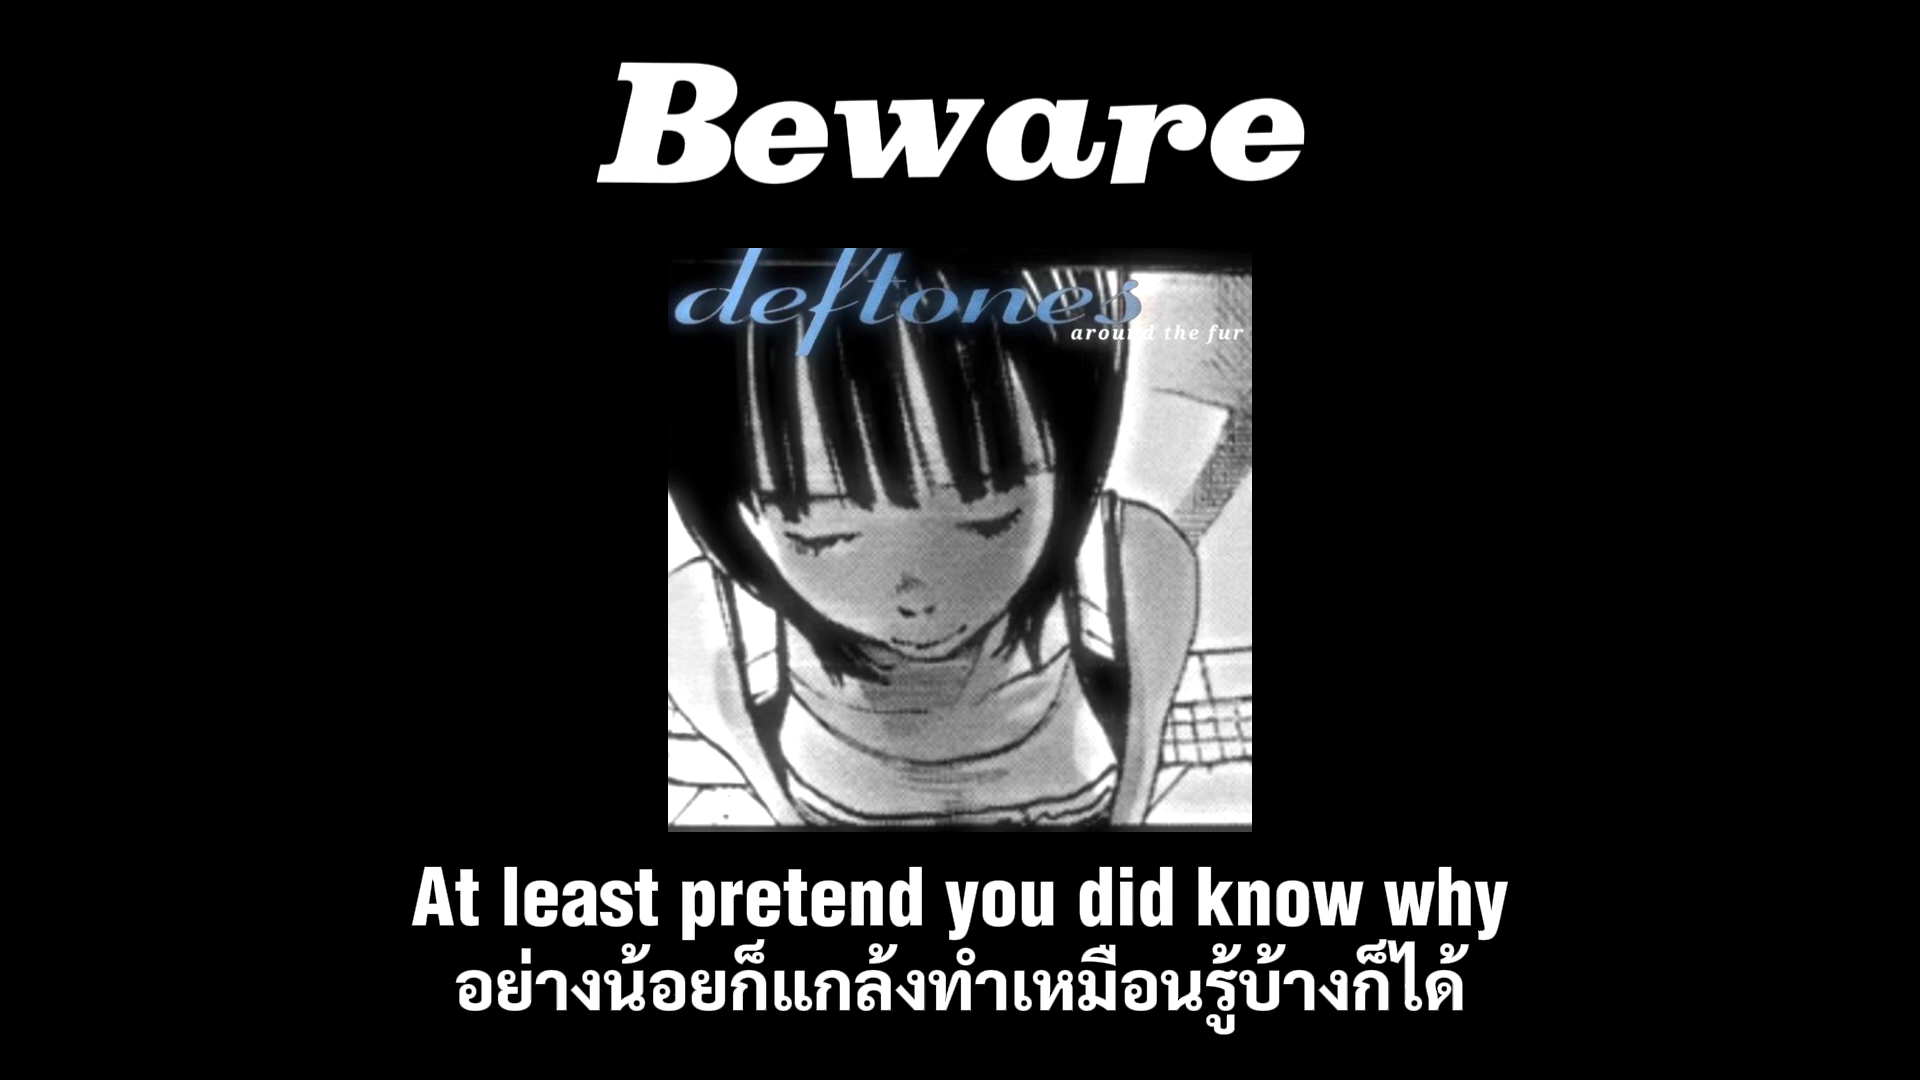 Beware
deftones
around the fur
At least pretend you did know why
อย่างน้อยก็แกล้งทำเหมือนรู้บ้างก็ได้